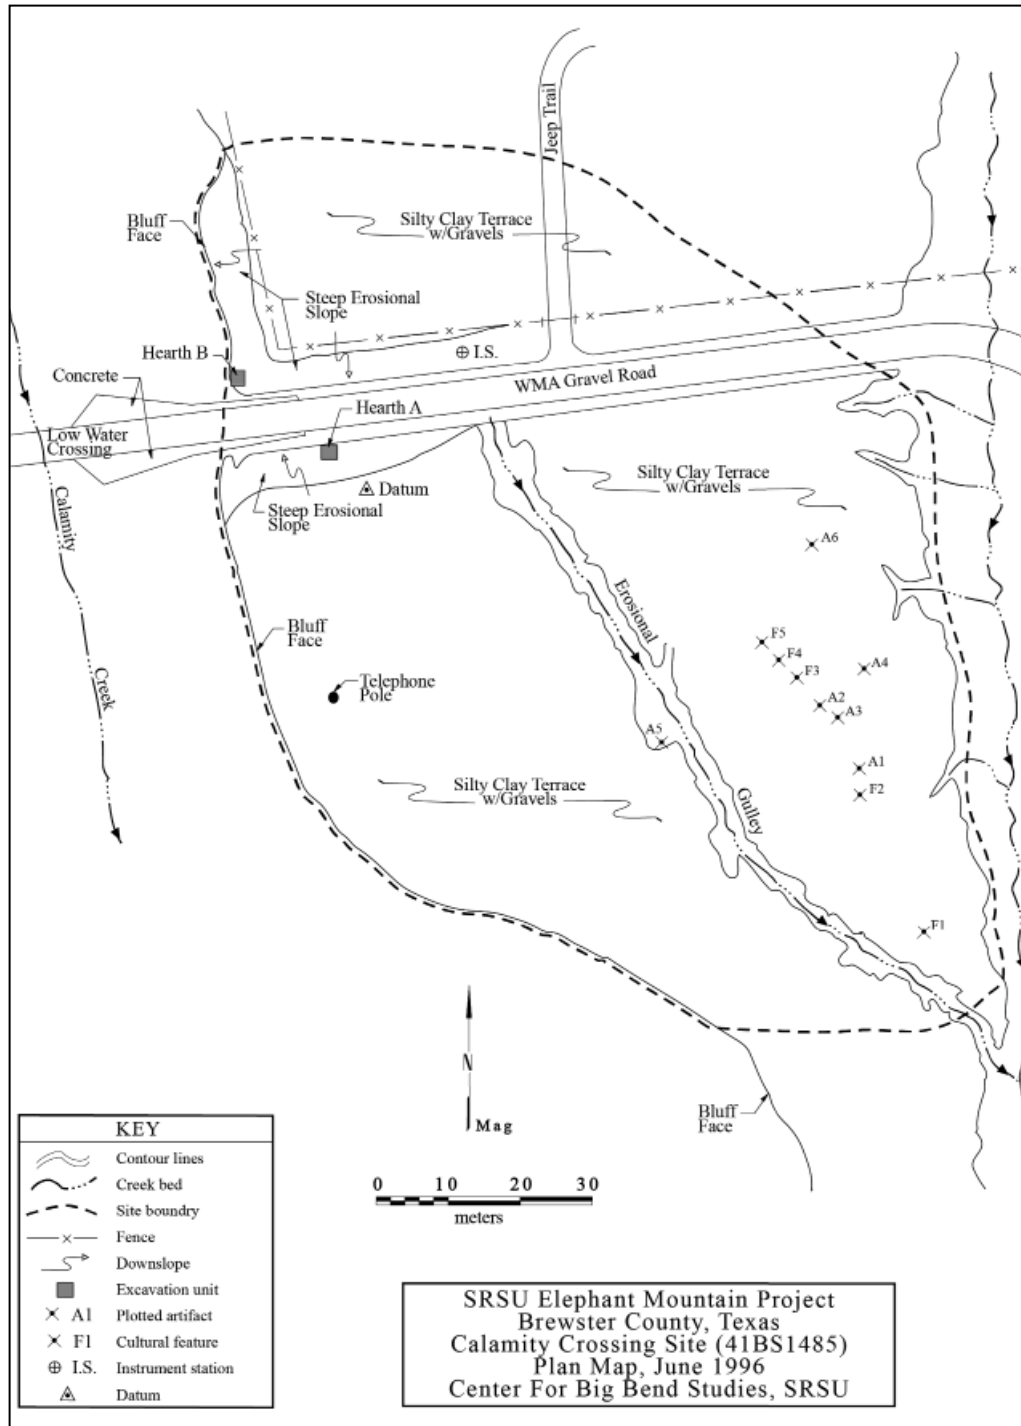 Jeep Trail
Bluff
Face
Silty Clay Terrace
w/Gravels
Steep Erosional
Slope
Hearth B
I.S.
Concrete
WMA Gravel Road
Hearth A
Low Water
Crossing
Silty Clay Terrace
w/Gravels
Datum
Steep Erosional
Slope
Calamity
Creek
A6
Erosional
Gulley
Bluff
Face
F5
F4
F3
A4
A2
A3
Telephone
Pole
A5
A1
F2
Silty Clay Terrace
w/Gravels
F1
N
Mag
Bluff
Face
0 10 20 30
meters
KEY
Contour lines
Creek bed
Site boundry
Fence
Downslope
Excavation unit
A1 Plotted artifact
F1 Cultural feature
I.S. Instrument station
Datum
SRSU Elephant Mountain Project
Brewster County, Texas
Calamity Crossing Site (41BS1485)
Plan Map, June 1996
Center For Big Bend Studies, SRSU